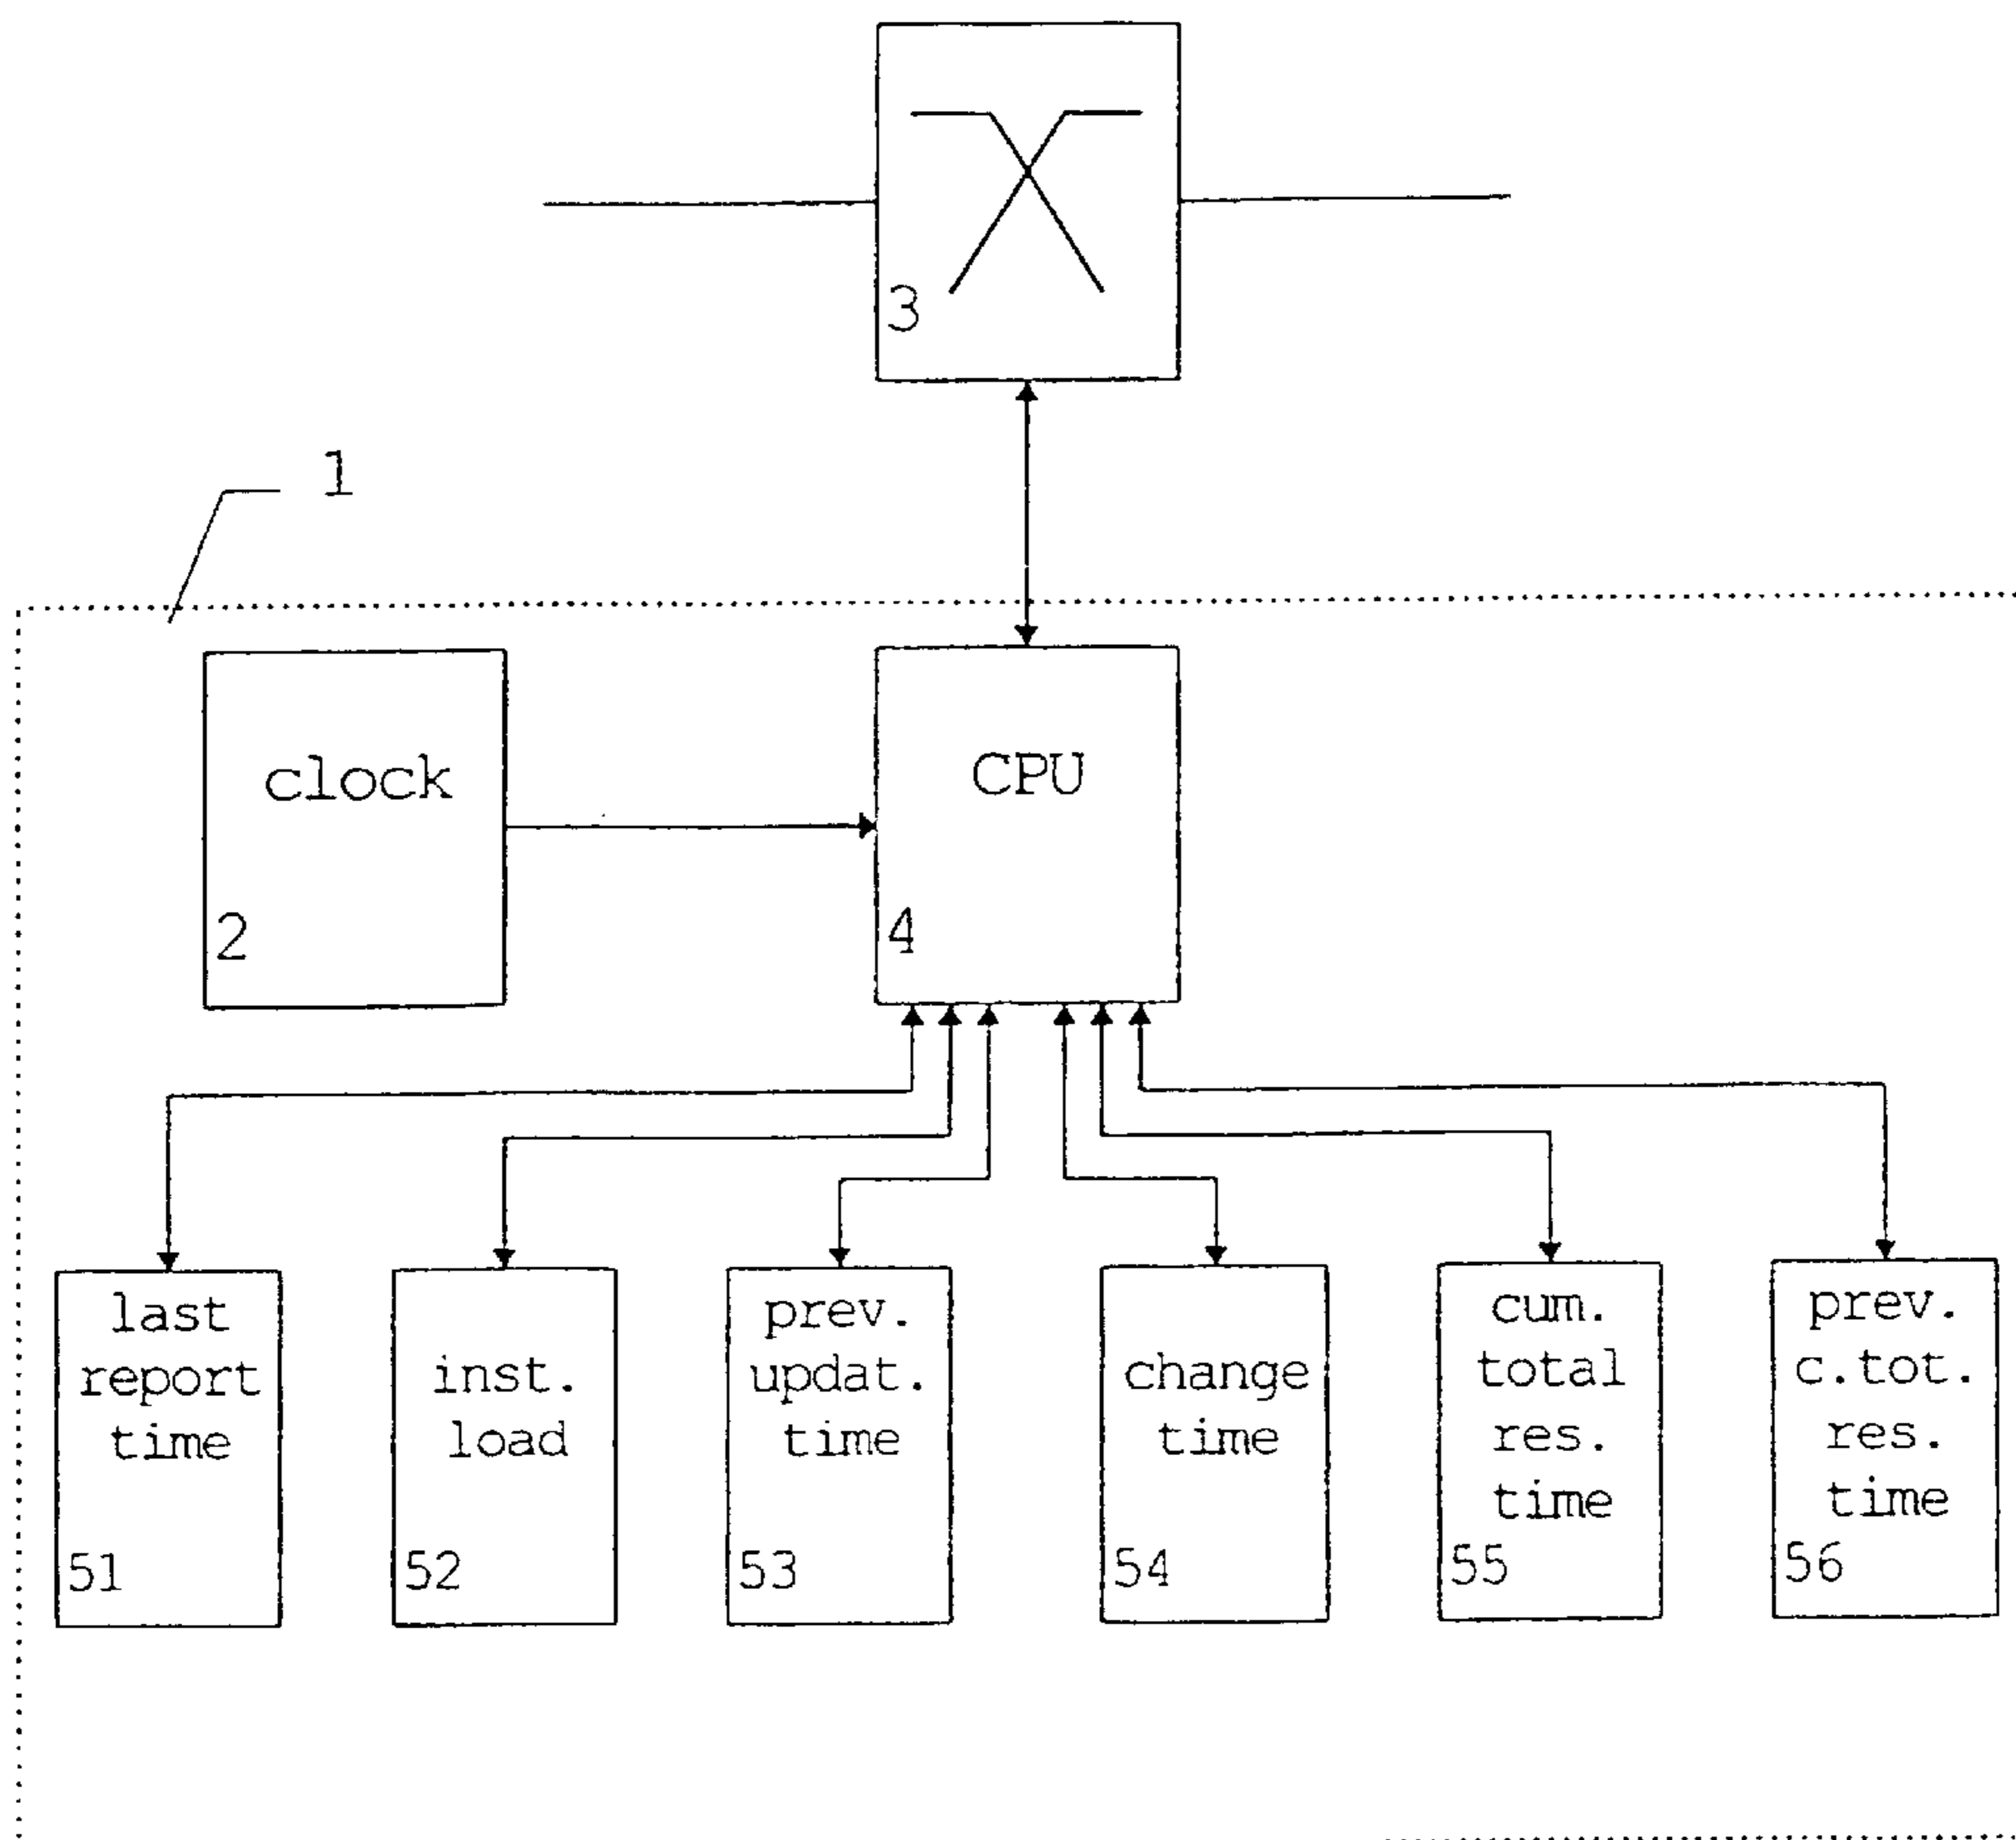 3
1
clock
2
CPU
4
last
report
time
51
inst.
load
52
prev.
updat.
time
53
change
time
54
cum.
total
res.
time
55
prev.
c.tot.
res.
time
56